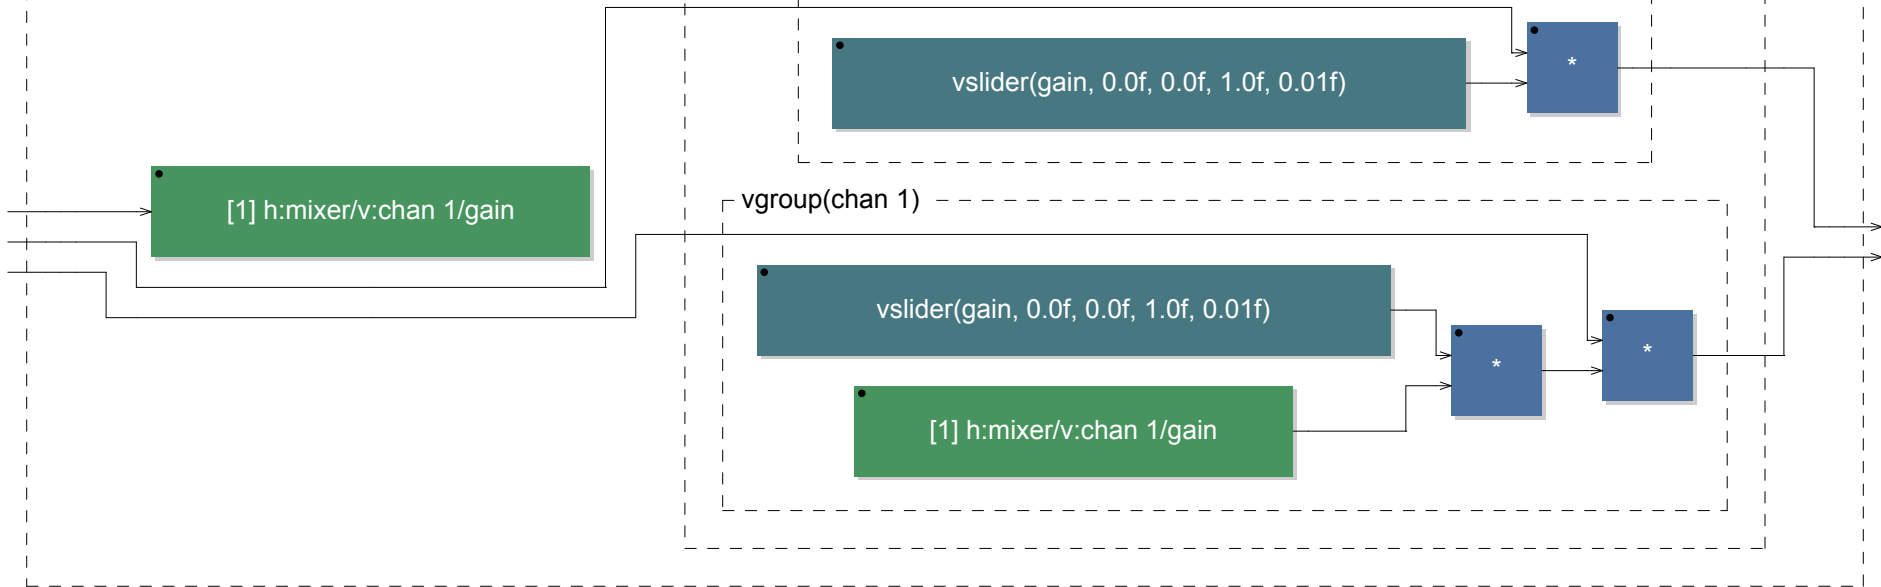 vslider(gain, 0.0f, 0.0f, 1.0f, 0.01f)
*
[1] h:mixer/v:chan 1/gain
vgroup(chan 1)
vslider(gain, 0.0f, 0.0f, 1.0f, 0.01f)
*
*
[1] h:mixer/v:chan 1/gain